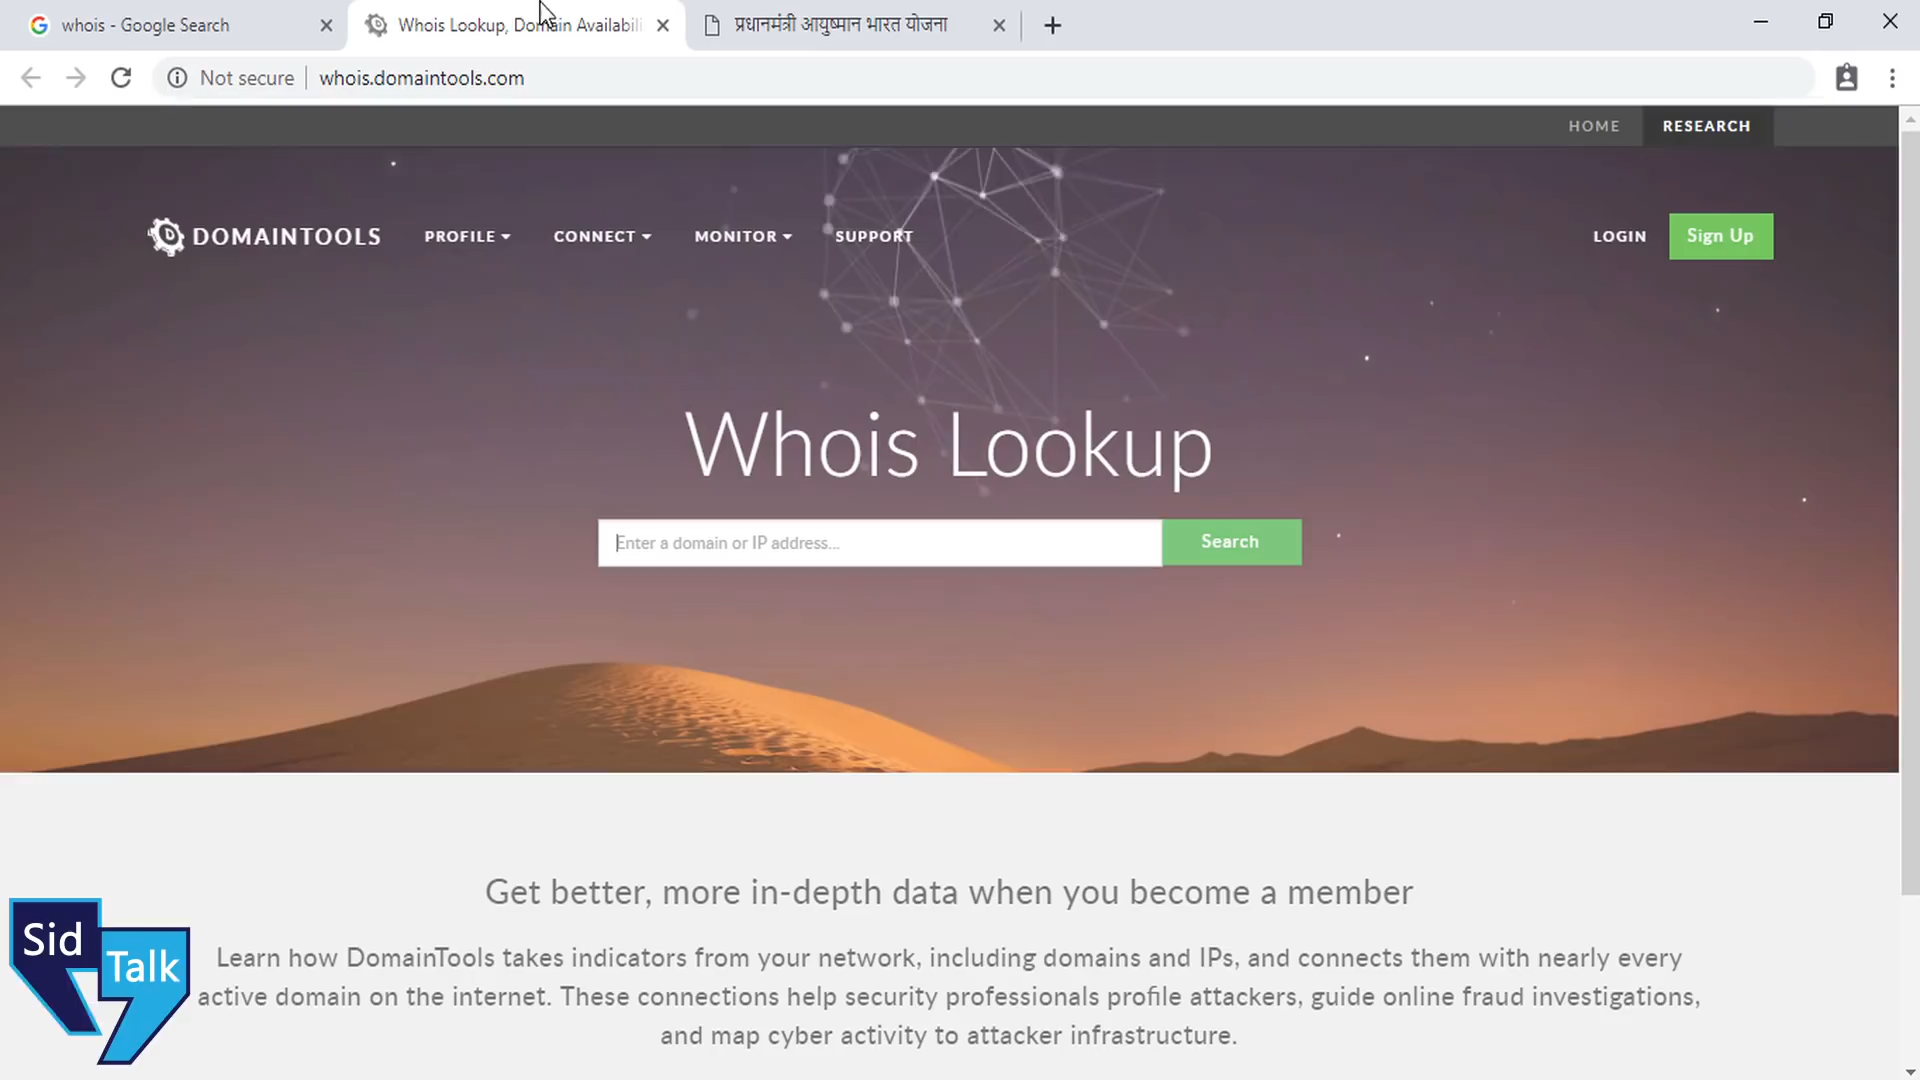 whois - Google Search
Whois Lookup, Domain Availabili
प्रधानमंत्री आयुष्मान भारत योजना
Not secure
whois.domaintools.com
HOME
RESEARCH
DOMAINTOOLS
PROFILE
CONNECT
MONITOR
SUPPORT
LOGIN
Sign Up
Whois Lookup
Enter a domain or IP address...
Search
Get better, more in-depth data when you become a member
Learn how DomainTools takes indicators from your network, including domains and IPs, and connects them with nearly every
active domain on the internet. These connections help security professionals profile attackers, guide online fraud investigations,
and map cyber activity to attacker infrastructure.
Sid
Talk